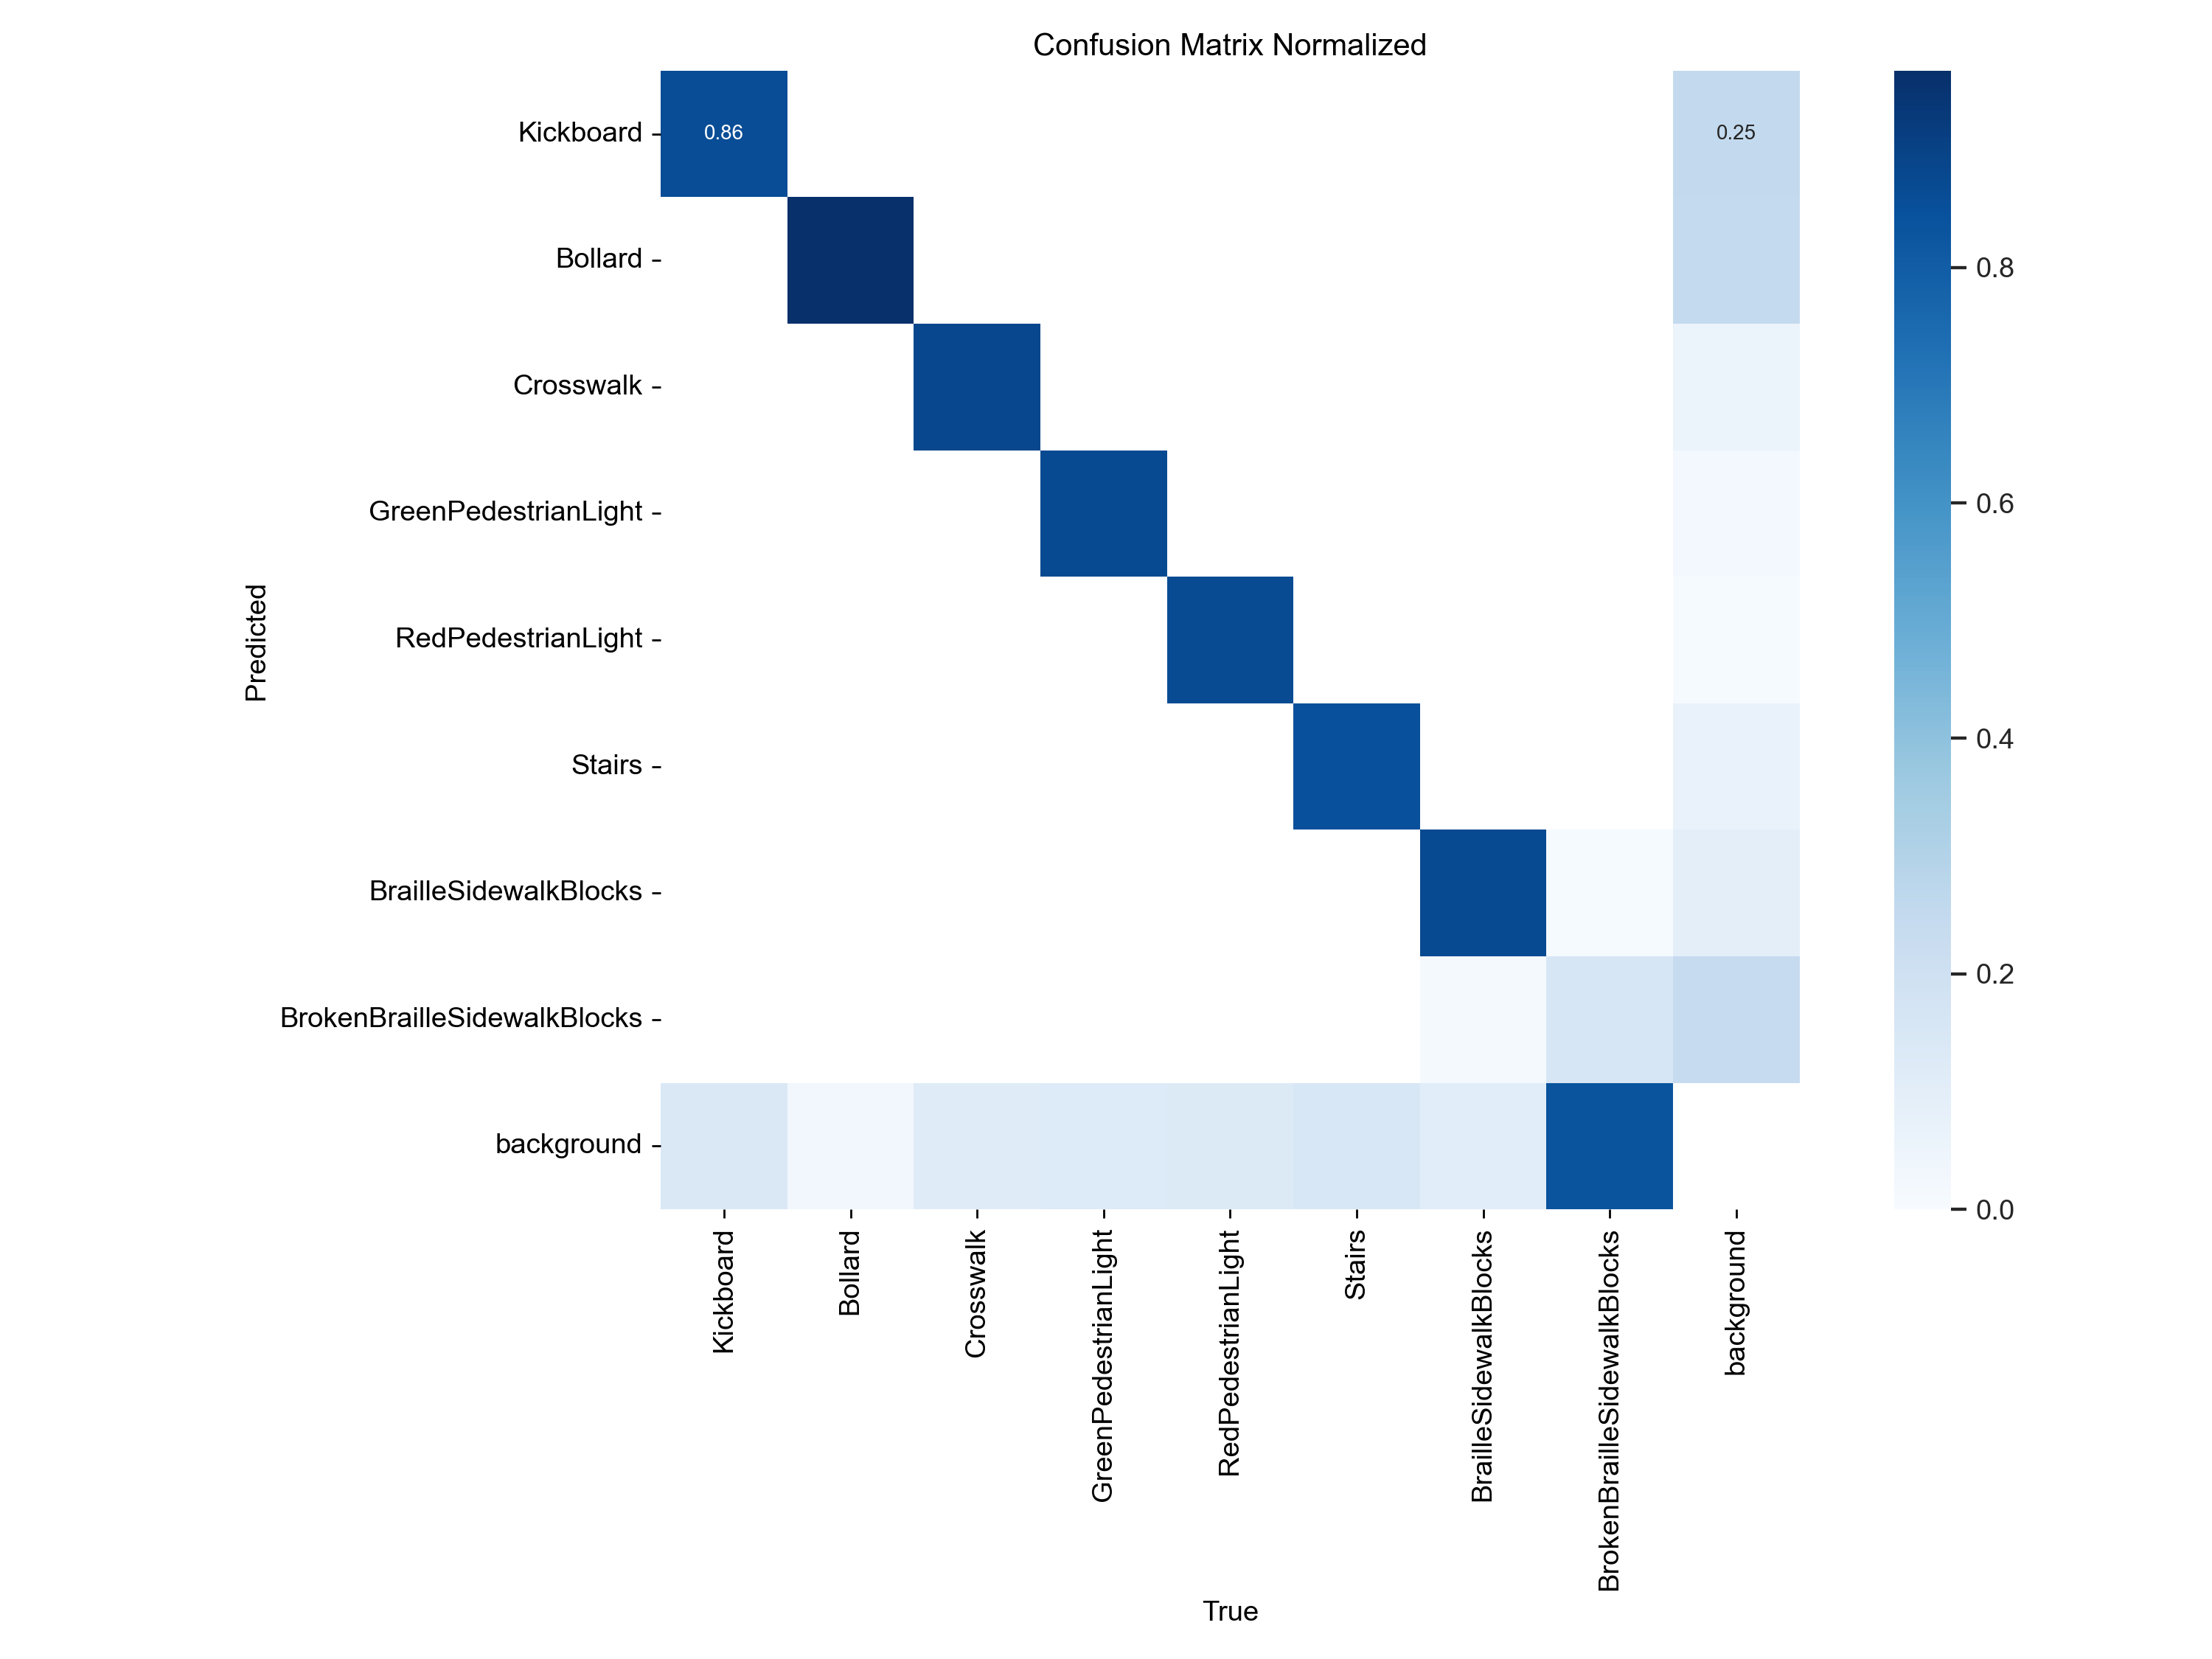 Confusion Matrix Normalized
Kickboard
0.86
0.25
Bollard
Crosswalk
GreenPedestrianLight
RedPedestrianLight
Stairs
BrailleSidewalkBlocks
BrokenBrailleSidewalkBlocks
background
Predicted
0.8
0.6
0.4
0.2
0.0
Kickboard
Bollard
Crosswalk
GreenPedestrianLight
RedPedestrianLight
Stairs
BrailleSidewalkBlocks
BrokenBrailleSidewalkBlocks
background
True